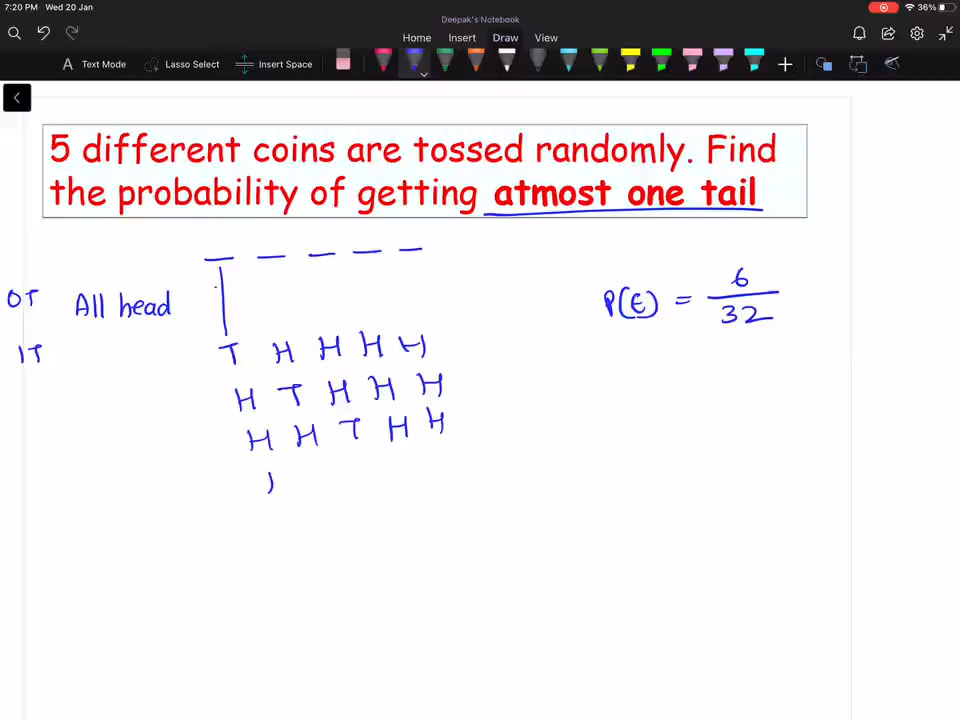 7:20 PM Wed 20 Jan
36%
Deepak's Notebook
Home Insert Draw View
Text Mode Lasso Select Insert Space
5 different coins are tossed randomly. Find
the probability of getting atmost one tail
0T All head
P(E) = 6/32
1T
T H H H H
H T H H H
H H T H H